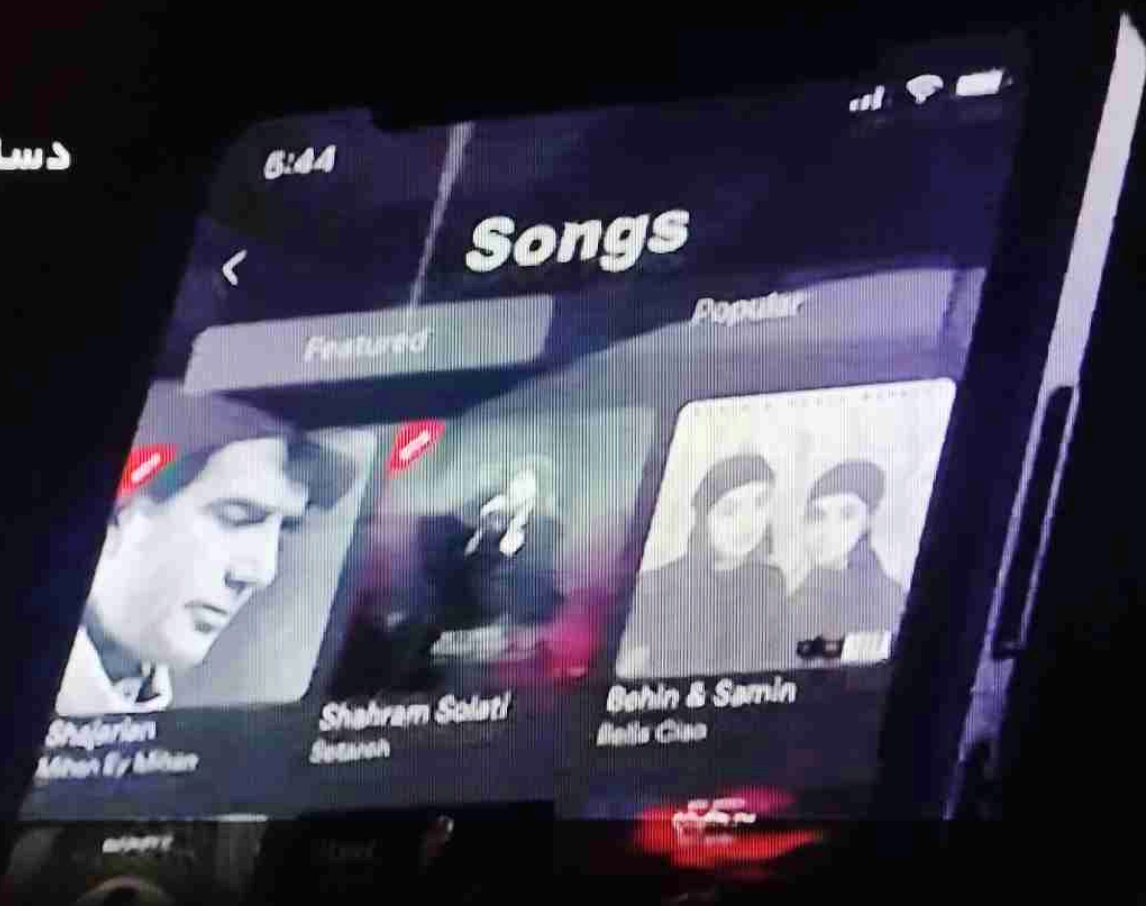 6:44
Songs
Featured
Popular
Shajarian
Mihan Ey Mihan
Shahram Solati
Setareh
Behin & Samin
Bella Ciao